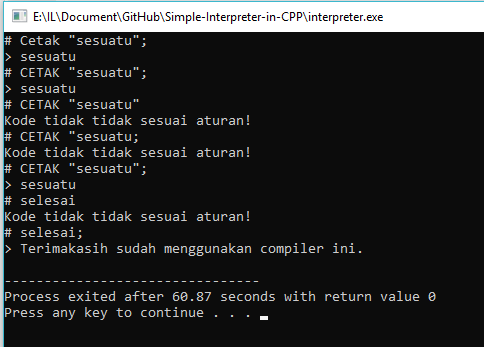 E:\IL\Document\GitHub\Simple-Interpreter-in-CPP\interpreter.exe
# Cetak "sesuatu";
> sesuatu
# CETAK "sesuatu";
> sesuatu
# CETAK "sesuatu"
Kode tidak tidak sesuai aturan!
# CETAK "sesuatu;
Kode tidak tidak sesuai aturan!
# CETAK "sesuatu";
> sesuatu
# selesai
Kode tidak tidak sesuai aturan!
# selesai;
> Terimakasih sudah menggunakan compiler ini.
--------------------------------
Process exited after 60.87 seconds with return value 0
Press any key to continue . . .